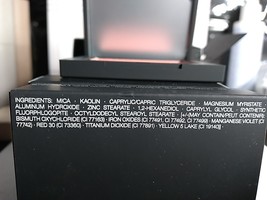 INGREDIENTS: MICA • KAOLIN • CAPRYLIC/CAPRIC TRIGLYCERIDE • MAGNESIUM MYRISTATE •
ALUMINUM HYDROXIDE • ZINC STEARATE • 1,2-HEXANEDIOL • CAPRYLYL GLYCOL • SYNTHETIC
FLUORPHLOGOPITE • OCTYLDODECYL STEAROYL STEARATE • [+/-(MAY CONTAIN/PEUT CONTENIR)
BISMUTH OXYCHLORIDE (CI 77163) • IRON OXIDES (CI 77491, CI 77492, CI 77499) • MANGANESE VIOLET (CI
77742) • RED 30 (CI 73360) • TITANIUM DIOXIDE (CI 77891) • YELLOW 5 LAKE (CI 19140)]